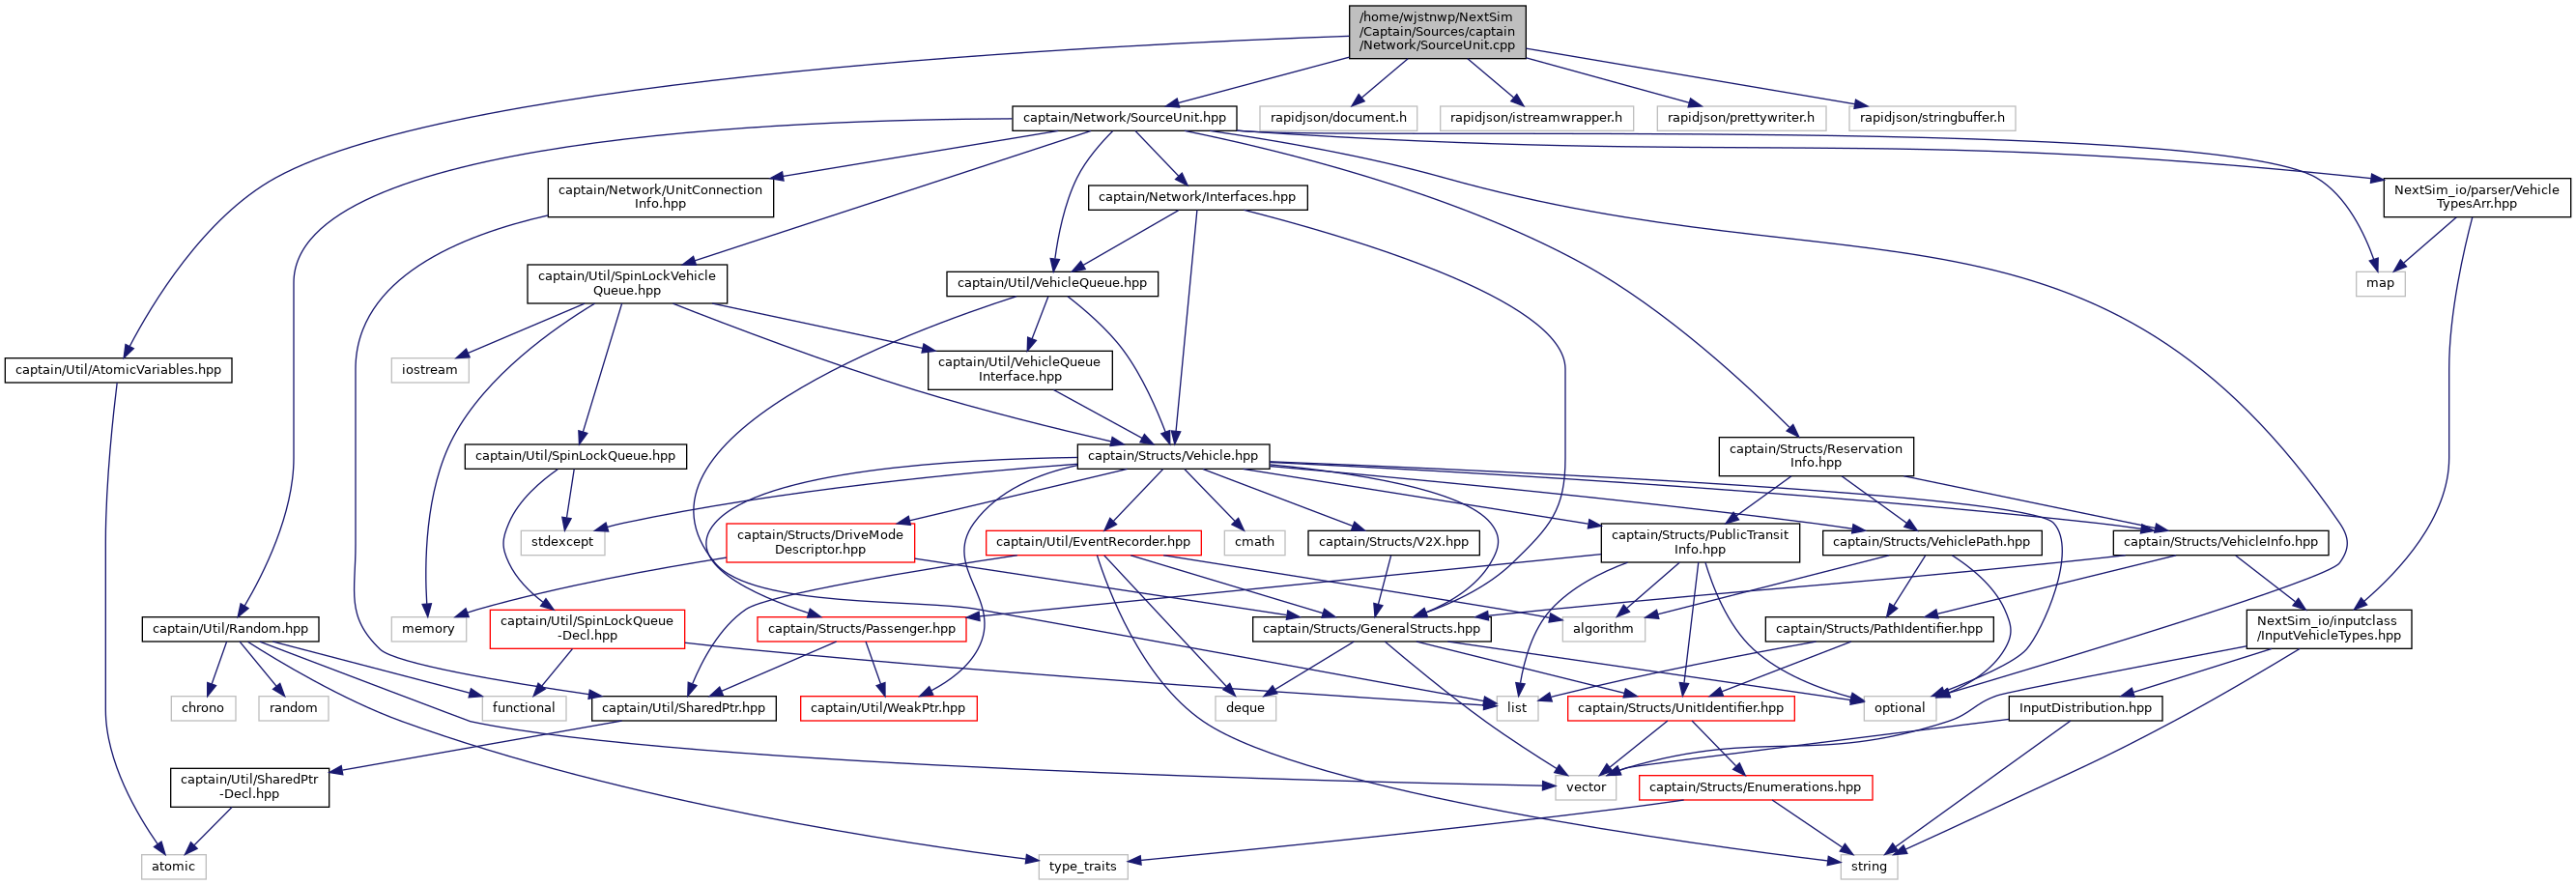 /home/wjstnwp/NextSim
/Captain/Sources/captain
/Network/SourceUnit.cpp
captain/Network/SourceUnit.hpp
rapidjson/document.h
rapidjson/istreamwrapper.h
rapidjson/prettywriter.h
rapidjson/stringbuffer.h
captain/Network/UnitConnection
Info.hpp
captain/Network/Interfaces.hpp
NextSim_io/parser/Vehicle
TypesArr.hpp
captain/Util/SpinLockVehicle
Queue.hpp
captain/Util/VehicleQueue.hpp
map
captain/Util/AtomicVariables.hpp
iostream
captain/Util/VehicleQueue
Interface.hpp
captain/Util/SpinLockQueue.hpp
captain/Structs/Vehicle.hpp
captain/Structs/Reservation
Info.hpp
stdexcept
captain/Structs/DriveMode
Descriptor.hpp
captain/Util/EventRecorder.hpp
cmath
captain/Structs/V2X.hpp
captain/Structs/PublicTransit
Info.hpp
captain/Structs/VehiclePath.hpp
captain/Structs/VehicleInfo.hpp
captain/Util/Random.hpp
memory
captain/Util/SpinLockQueue
-Decl.hpp
captain/Structs/Passenger.hpp
captain/Structs/GeneralStructs.hpp
algorithm
captain/Structs/PathIdentifier.hpp
NextSim_io/inputclass
/InputVehicleTypes.hpp
chrono
random
functional
captain/Util/SharedPtr.hpp
captain/Util/WeakPtr.hpp
deque
list
captain/Structs/UnitIdentifier.hpp
optional
InputDistribution.hpp
captain/Util/SharedPtr
-Decl.hpp
vector
captain/Structs/Enumerations.hpp
atomic
type_traits
string